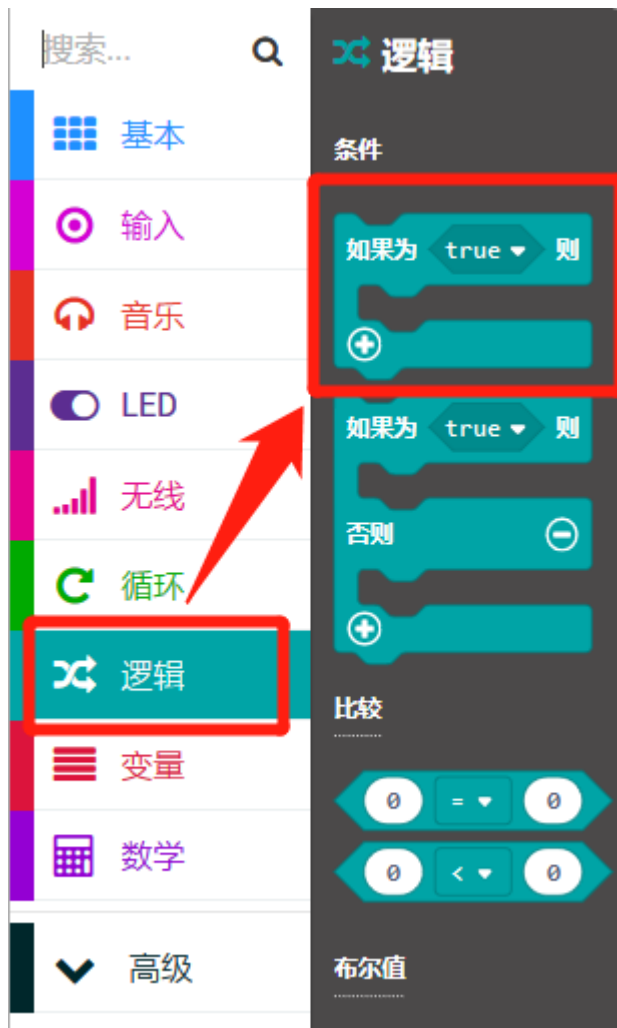 搜索...
基本
输入
音乐
LED
无线
循环
逻辑
变量
数学
高级
逻辑
条件
如果为 true 则
如果为 true 则
否则
比较
0 = 0
0 < 0
布尔值